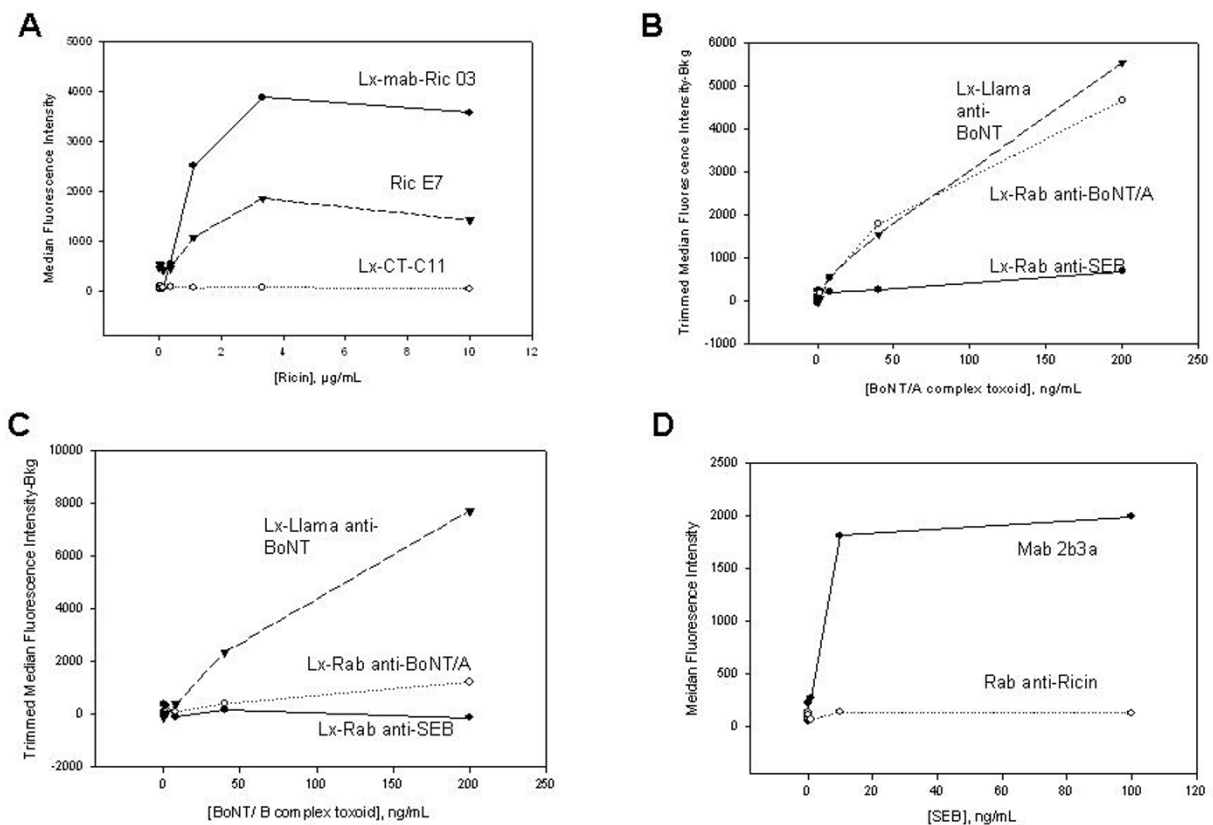 A
5000
4000
3000
2000
1000
0
Median Fluorescence Intensity
Lx-mab-Ric 03
Ric E7
Lx-CT-C11
0 2 4 6 8 10 12
[Ricin], µg/mL
B
6000
5000
4000
3000
2000
1000
0
-1000
Trimmed Median Fluorescence Intensity-Bkg
Lx-Llama
anti-
BoNT
Lx-Rab anti-BoNT/A
Lx-Rab anti-SEB
0 50 100 150 200 250
[BoNT/A complex toxoid], ng/mL
C
10000
8000
6000
4000
2000
0
-2000
Trimmed Median Fluorescence Intensity-Bkg
Lx-Llama anti-
BoNT
Lx-Rab anti-BoNT/A
Lx-Rab anti-SEB
0 50 100 150 200 250
[BoNT/ B complex toxoid], ng/mL
D
2500
2000
1500
1000
500
0
Meidan Fluoresence Intensity
Mab 2b3a
Rab anti-Ricin
0 20 40 60 80 100 120
[SEB], ng/mL